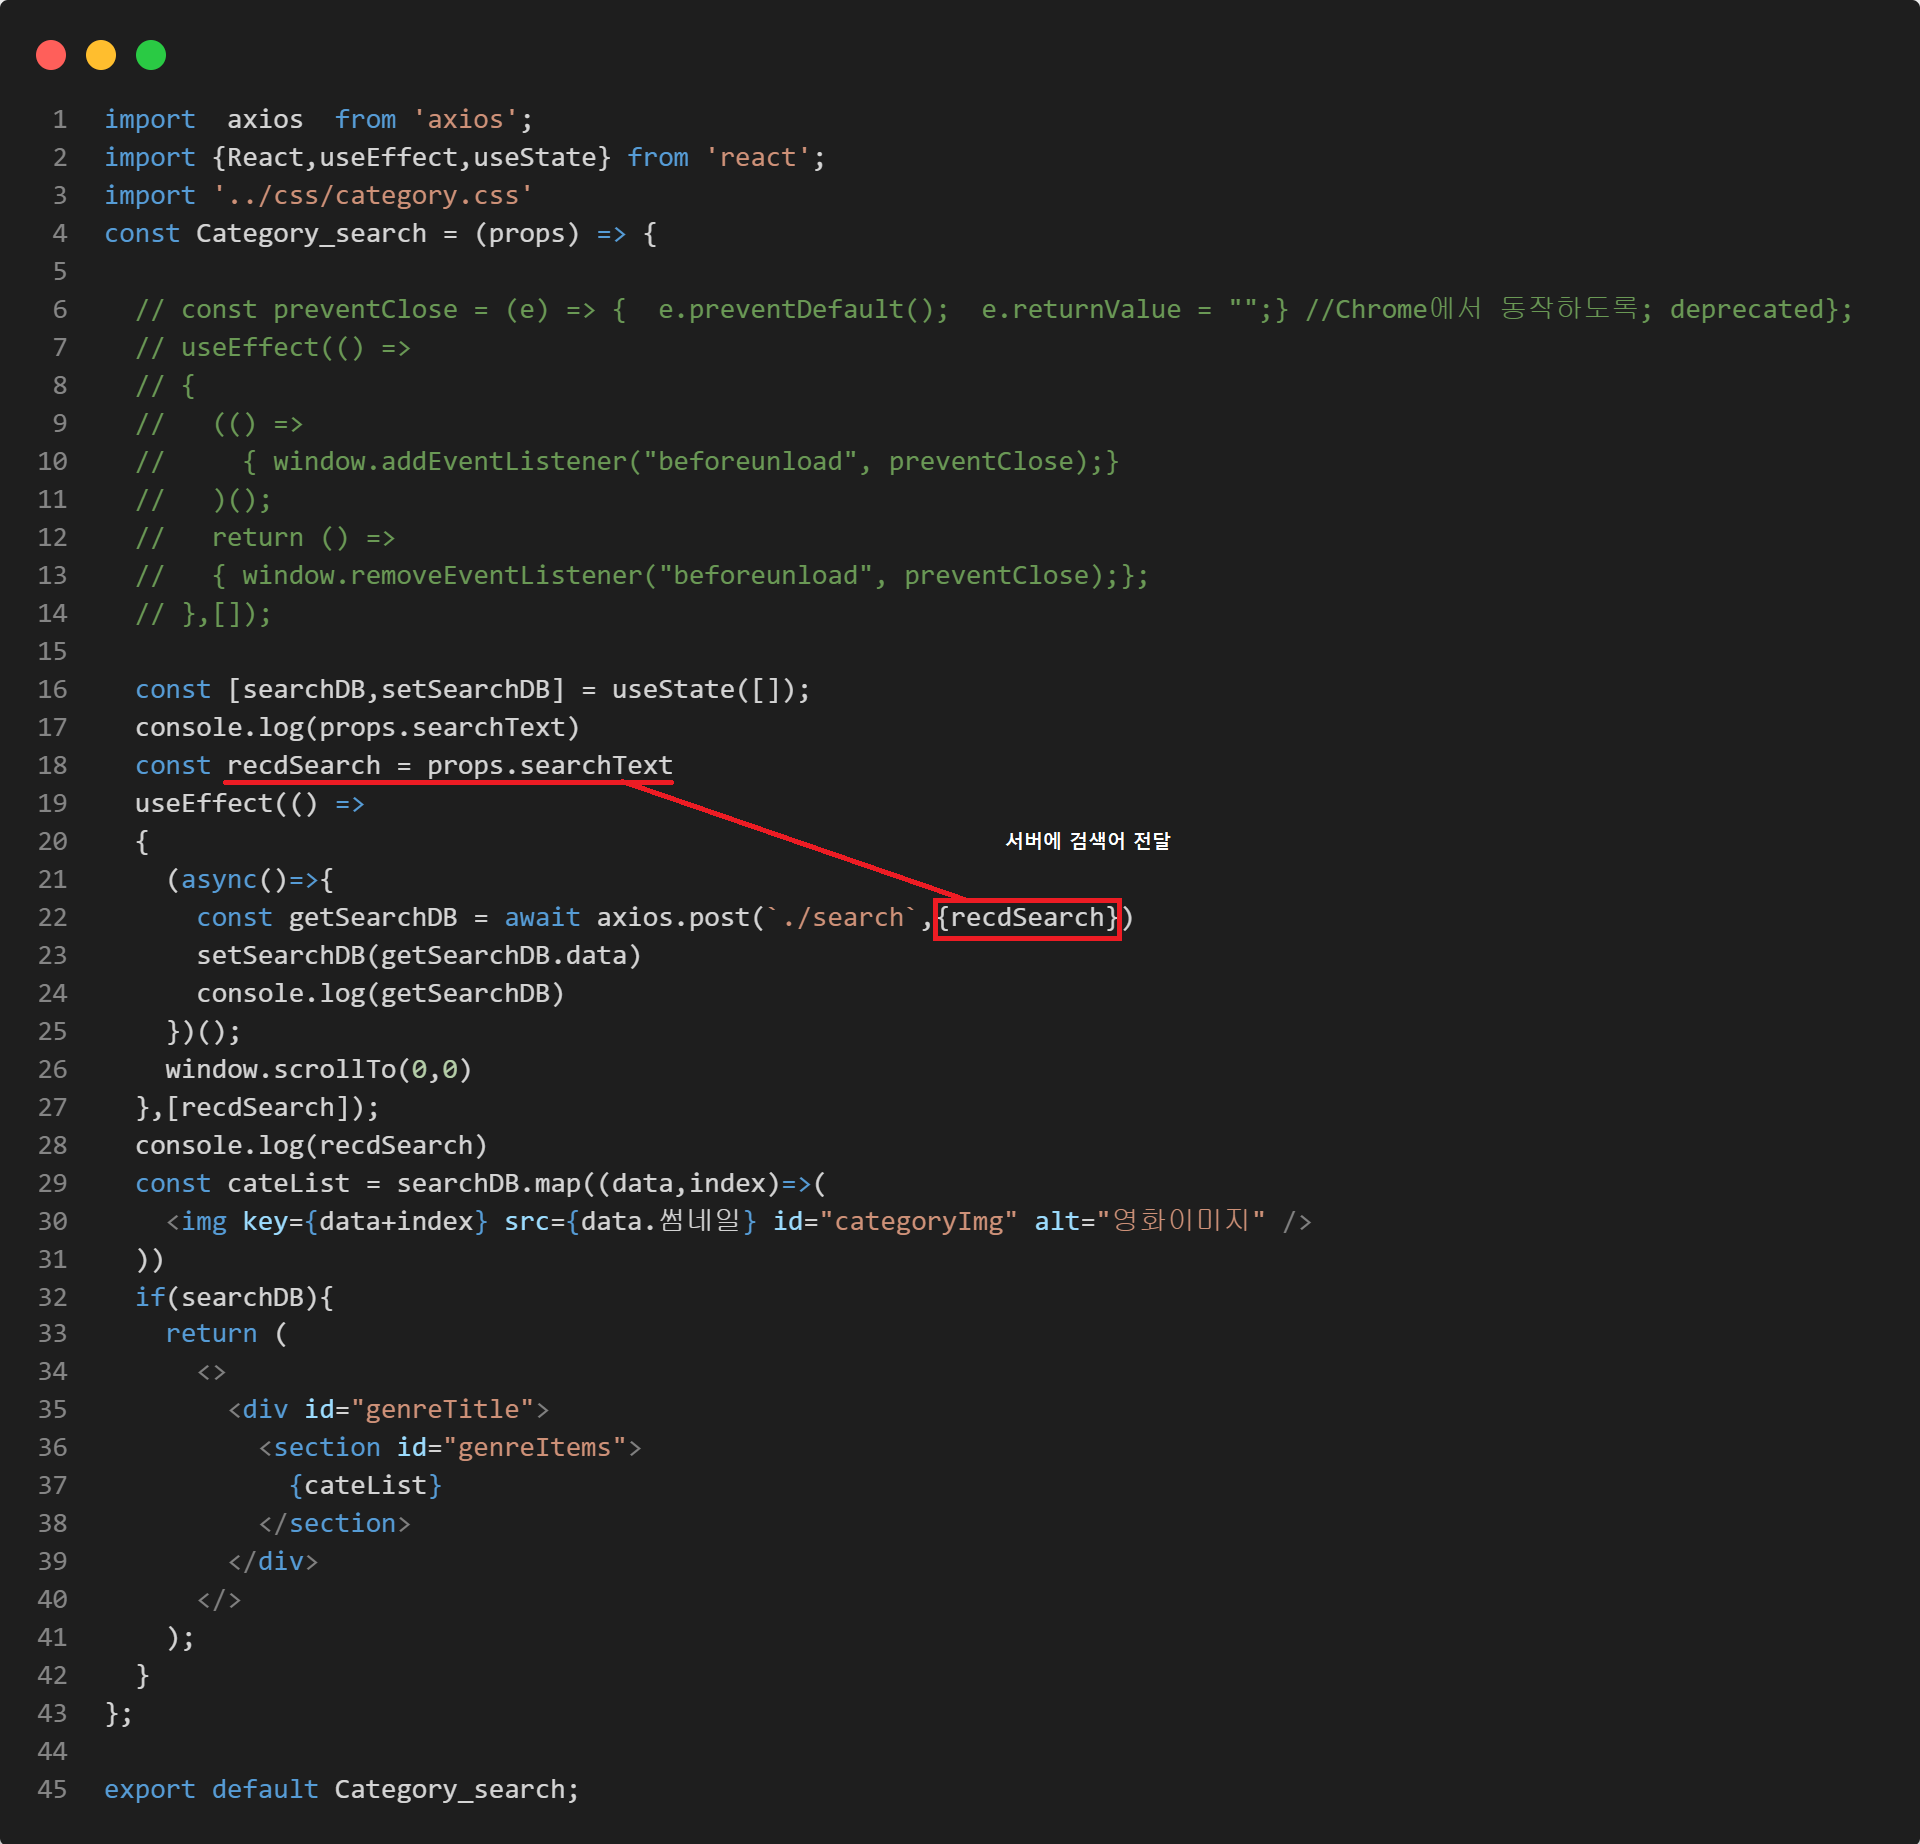 1 import  axios  from 'axios';
2 import {React,useEffect,useState} from 'react';
3 import '../css/category.css'
4 const Category_search = (props) => {
5
6   // const preventClose = (e) => {  e.preventDefault();  e.returnValue = "";} //Chrome에서 동작하도록; deprecated};
7   // useEffect(() =>
8   // {
9   //   (() =>
10   //     { window.addEventListener("beforeunload", preventClose);}
11   //   )();
12   //   return () =>
13   //   { window.removeEventListener("beforeunload", preventClose);};
14   // },[]);
15
16   const [searchDB,setSearchDB] = useState([]);
17   console.log(props.searchText)
18   const recdSearch = props.searchText
19   useEffect(() =>
20   {
서버에 검색어 전달
21     (async()=>{
22       const getSearchDB = await axios.post(`./search`,{recdSearch})
23       setSearchDB(getSearchDB.data)
24       console.log(getSearchDB)
25     })();
26     window.scrollTo(0,0)
27   },[recdSearch]);
28   console.log(recdSearch)
29   const cateList = searchDB.map((data,index)=>(
30     <img key={data+index} src={data.썸네일} id="categoryImg" alt="영화이미지" />
31   ))
32   if(searchDB){
33     return (
34       <>
35         <div id="genreTitle">
36           <section id="genreItems">
37             {cateList}
38           </section>
39         </div>
40       </>
41     );
42   }
43 };
44
45 export default Category_search;